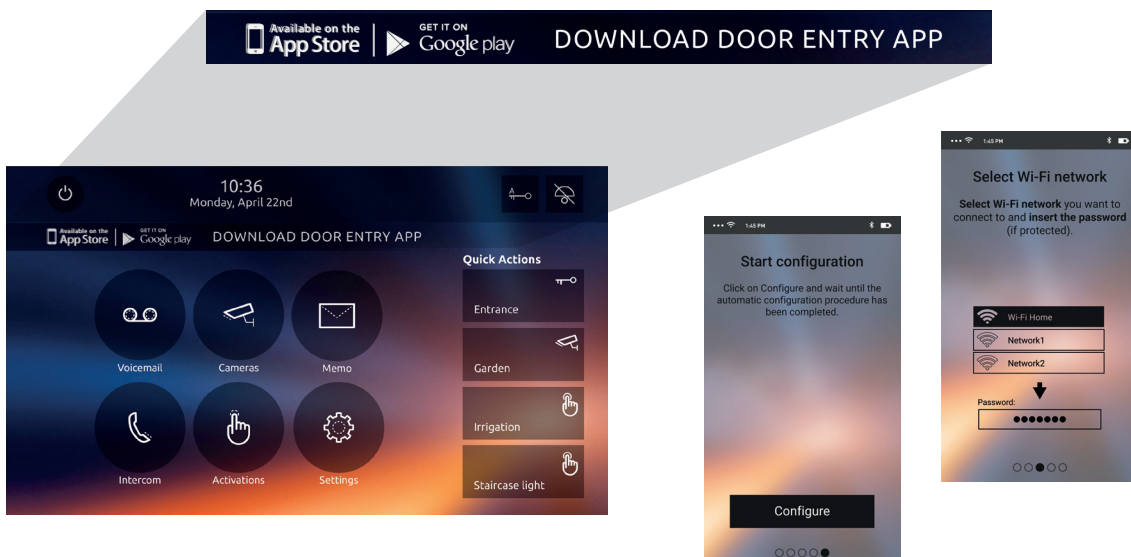 Available on the
App Store
GET IT ON
Google play
DOWNLOAD DOOR ENTRY APP
10:36
Monday, April 22nd
A
Available on the
App Store
GET IT ON
Google play
DOWNLOAD DOOR ENTRY APP
Quick Actions
Entrance
Garden
Irrigation
Staircase light
Voicemail
Cameras
Memo
Intercom
Activations
Settings
1:45 PM
Start configuration
Click on Configure and wait until the
automatic configuration procedure has
been completed.
Configure
1:45 PM
Select Wi-Fi network
Select Wi-Fi network you want to
connect to and insert the password
(if protected).
Wi-Fi Home
Network1
Network2
Password: